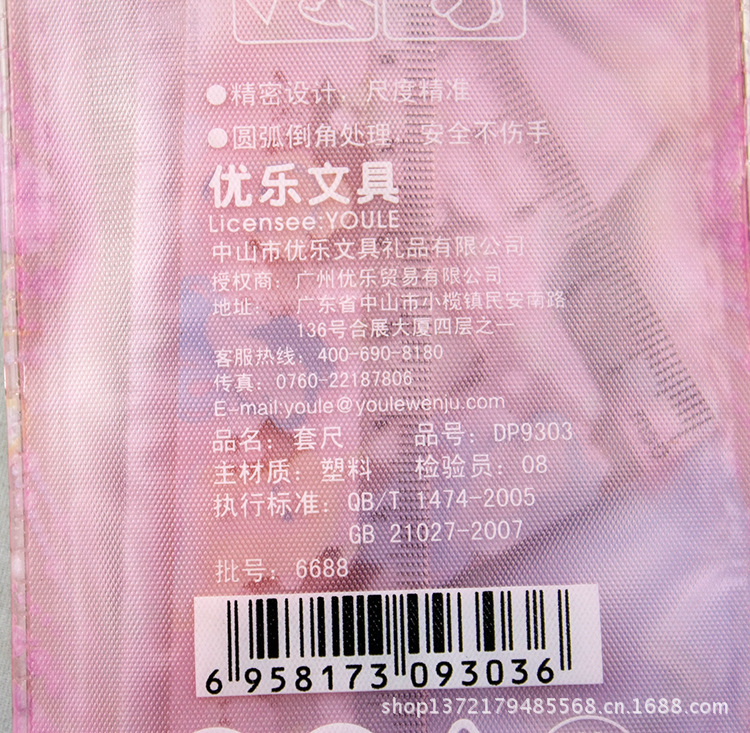 ●精密设计，尺度精准
●圆弧倒角处理，安全不伤手
优乐文具
Licensee:YOULE
中山市优乐文具礼品有限公司
授权商：广州优乐贸易有限公司
地址：广东省中山市小榄镇民安南路
136号合展大厦四层之一
客服热线：400-690-8180
传真：0760-22187806
E-mail:youle@youlewenju.com
品名：套尺 品号：DP9303
主材质：塑料 检验员：08
执行标准：QB/T 1474-2005
GB 21027-2007
批号：6688
6 958173 093036
shop1372179485568.cn.1688.com